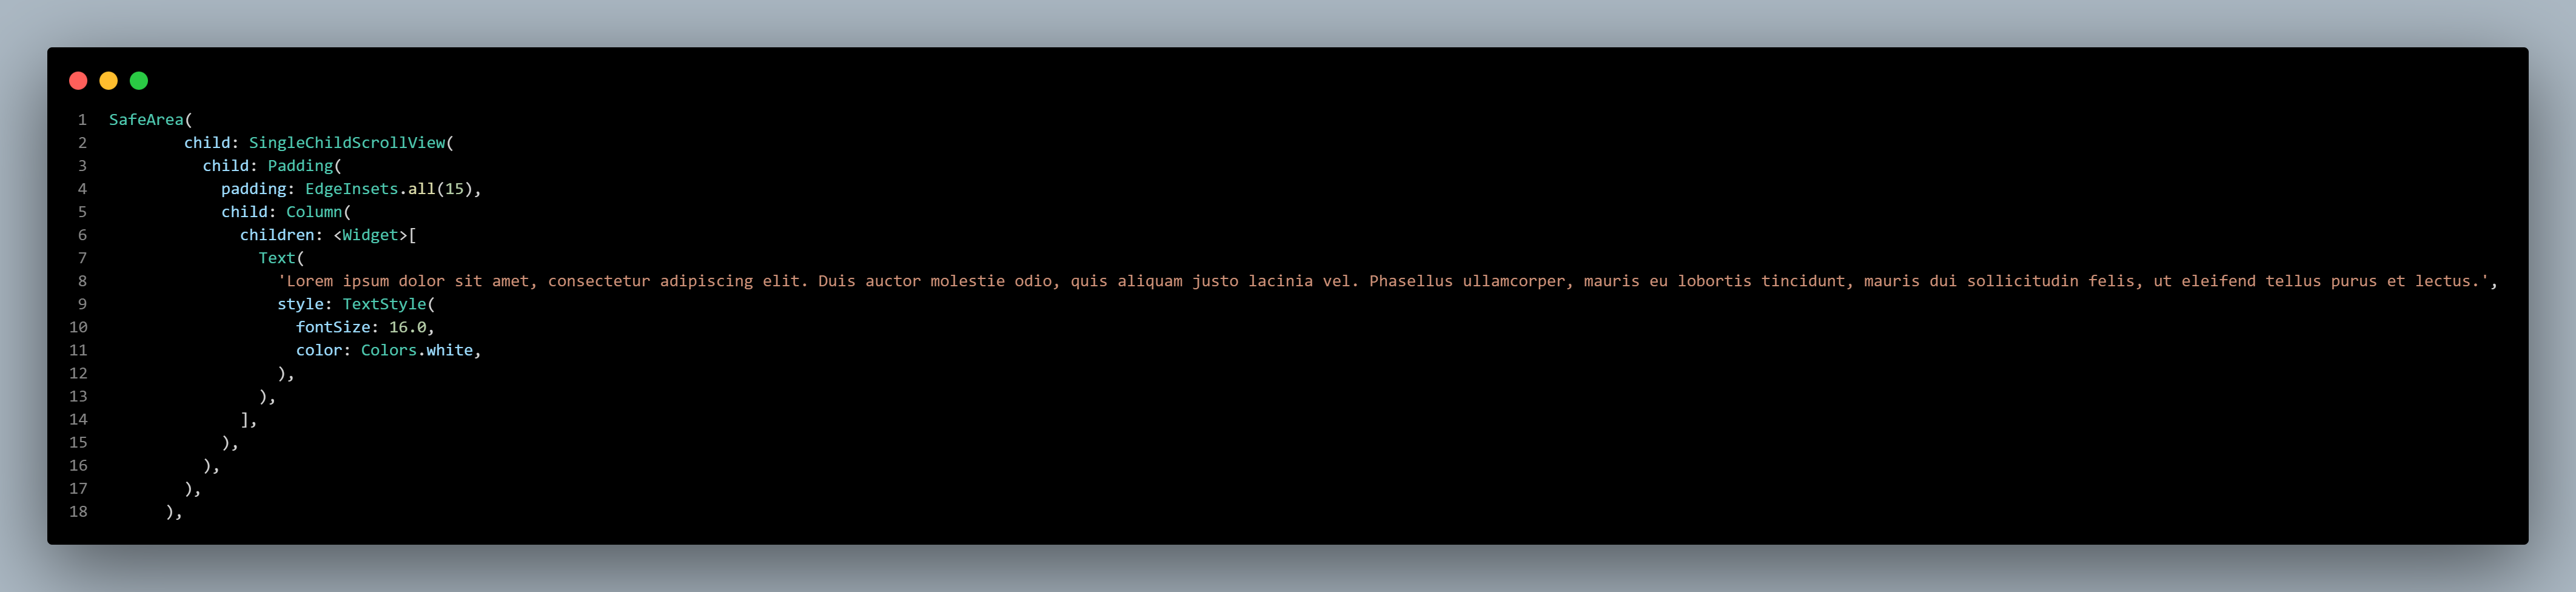 1 SafeArea(
2         child: SingleChildScrollView(
3           child: Padding(
4             padding: EdgeInsets.all(15),
5             child: Column(
6               children: <Widget>[
7                 Text(
8                   'Lorem ipsum dolor sit amet, consectetur adipiscing elit. Duis auctor molestie odio, quis aliquam justo lacinia vel. Phasellus ullamcorper, mauris eu lobortis tincidunt, mauris dui sollicitudin felis, ut eleifend tellus purus et lectus.',
9                   style: TextStyle(
10                     fontSize: 16.0,
11                     color: Colors.white,
12                   ),
13                 ),
14               ],
15             ),
16           ),
17         ),
18       ),